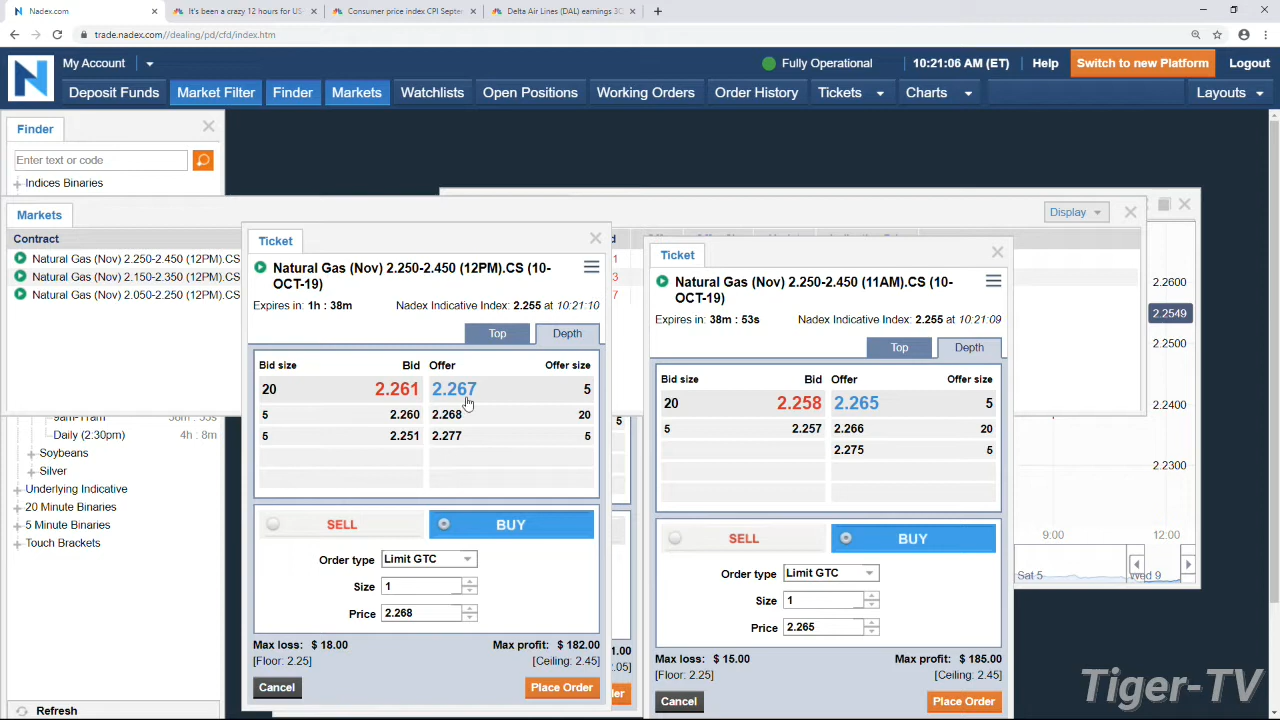 Nadex.com
It's been a crazy 12 hours for US-
Consumer price index CPI Septe
Delta Air Lines (DAL) earnings 3Q
trade.nadex.com/dealing/pd/cfd/index.htm
N
My Account
Fully Operational
10:21:06 AM (ET)
Help
Switch to new Platform
Logout
Deposit Funds
Market Filter
Finder
Markets
Watchlists
Open Positions
Working Orders
Order History
Tickets
Charts
Layouts
Finder
Enter text or code
Indices Binaries
Markets
Display
Contract
Natural Gas (Nov) 2.250-2.450 (12PM).CS
Natural Gas (Nov) 2.150-2.350 (12PM).CS
Natural Gas (Nov) 2.050-2.250 (12PM).CS
9am-11am 38m : 53s
Daily (2:30pm) 4h : 8m
Soybeans
Silver
Underlying Indicative
20 Minute Binaries
5 Minute Binaries
Touch Brackets
Refresh
Ticket
Natural Gas (Nov) 2.250-2.450 (12PM).CS (10-
OCT-19)
Expires in: 1h : 38m Nadex Indicative Index: 2.255 at 10:21:10
Top Depth
Bid size Bid Offer Offer size
20 2.261 2.267 5
5 2.260 2.268 20
5 2.251 2.277 5
SELL BUY
Order type Limit GTC
Size 1
Price 2.268
Max loss: $ 18.00 Max profit: $ 182.00
[Floor: 2.25] [Ceiling: 2.45]
Cancel Place Order
1
3
7
5
1.00
.05]
er
Ticket
Natural Gas (Nov) 2.250-2.450 (11AM).CS (10-
OCT-19)
Expires in: 38m : 53s Nadex Indicative Index: 2.255 at 10:21:09
Top Depth
Bid size Bid Offer Offer size
20 2.258 2.265 5
5 2.257 2.266 20
2.275 5
SELL BUY
Order type Limit GTC
Size 1
Price 2.265
Max loss: $ 15.00 Max profit: $ 185.00
[Floor: 2.25] [Ceiling: 2.45]
Cancel Place Order
2.2600
2.2549
2.2500
2.2400
2.2300
9:00 12:00
Sat 5 Wed 9
Tiger-TV